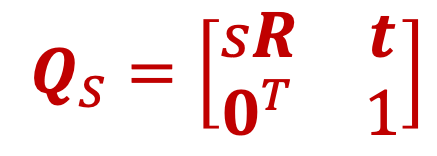 Q_S = [sR t
0^T 1]